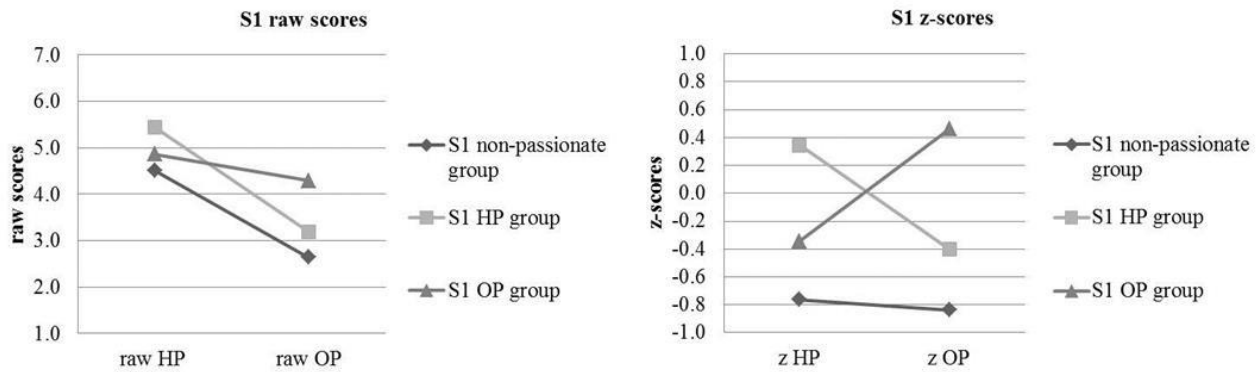 S1 raw scores
7.0
6.0
5.0
4.0
3.0
2.0
1.0
raw scores
raw HP
raw OP
S1 non-passionate
group
S1 HP group
S1 OP group
S1 z-scores
1.0
0.8
0.6
0.4
0.2
0.0
-0.2
-0.4
-0.6
-0.8
-1.0
z-scores
z HP
z OP
S1 non-passionate
group
S1 HP group
S1 OP group